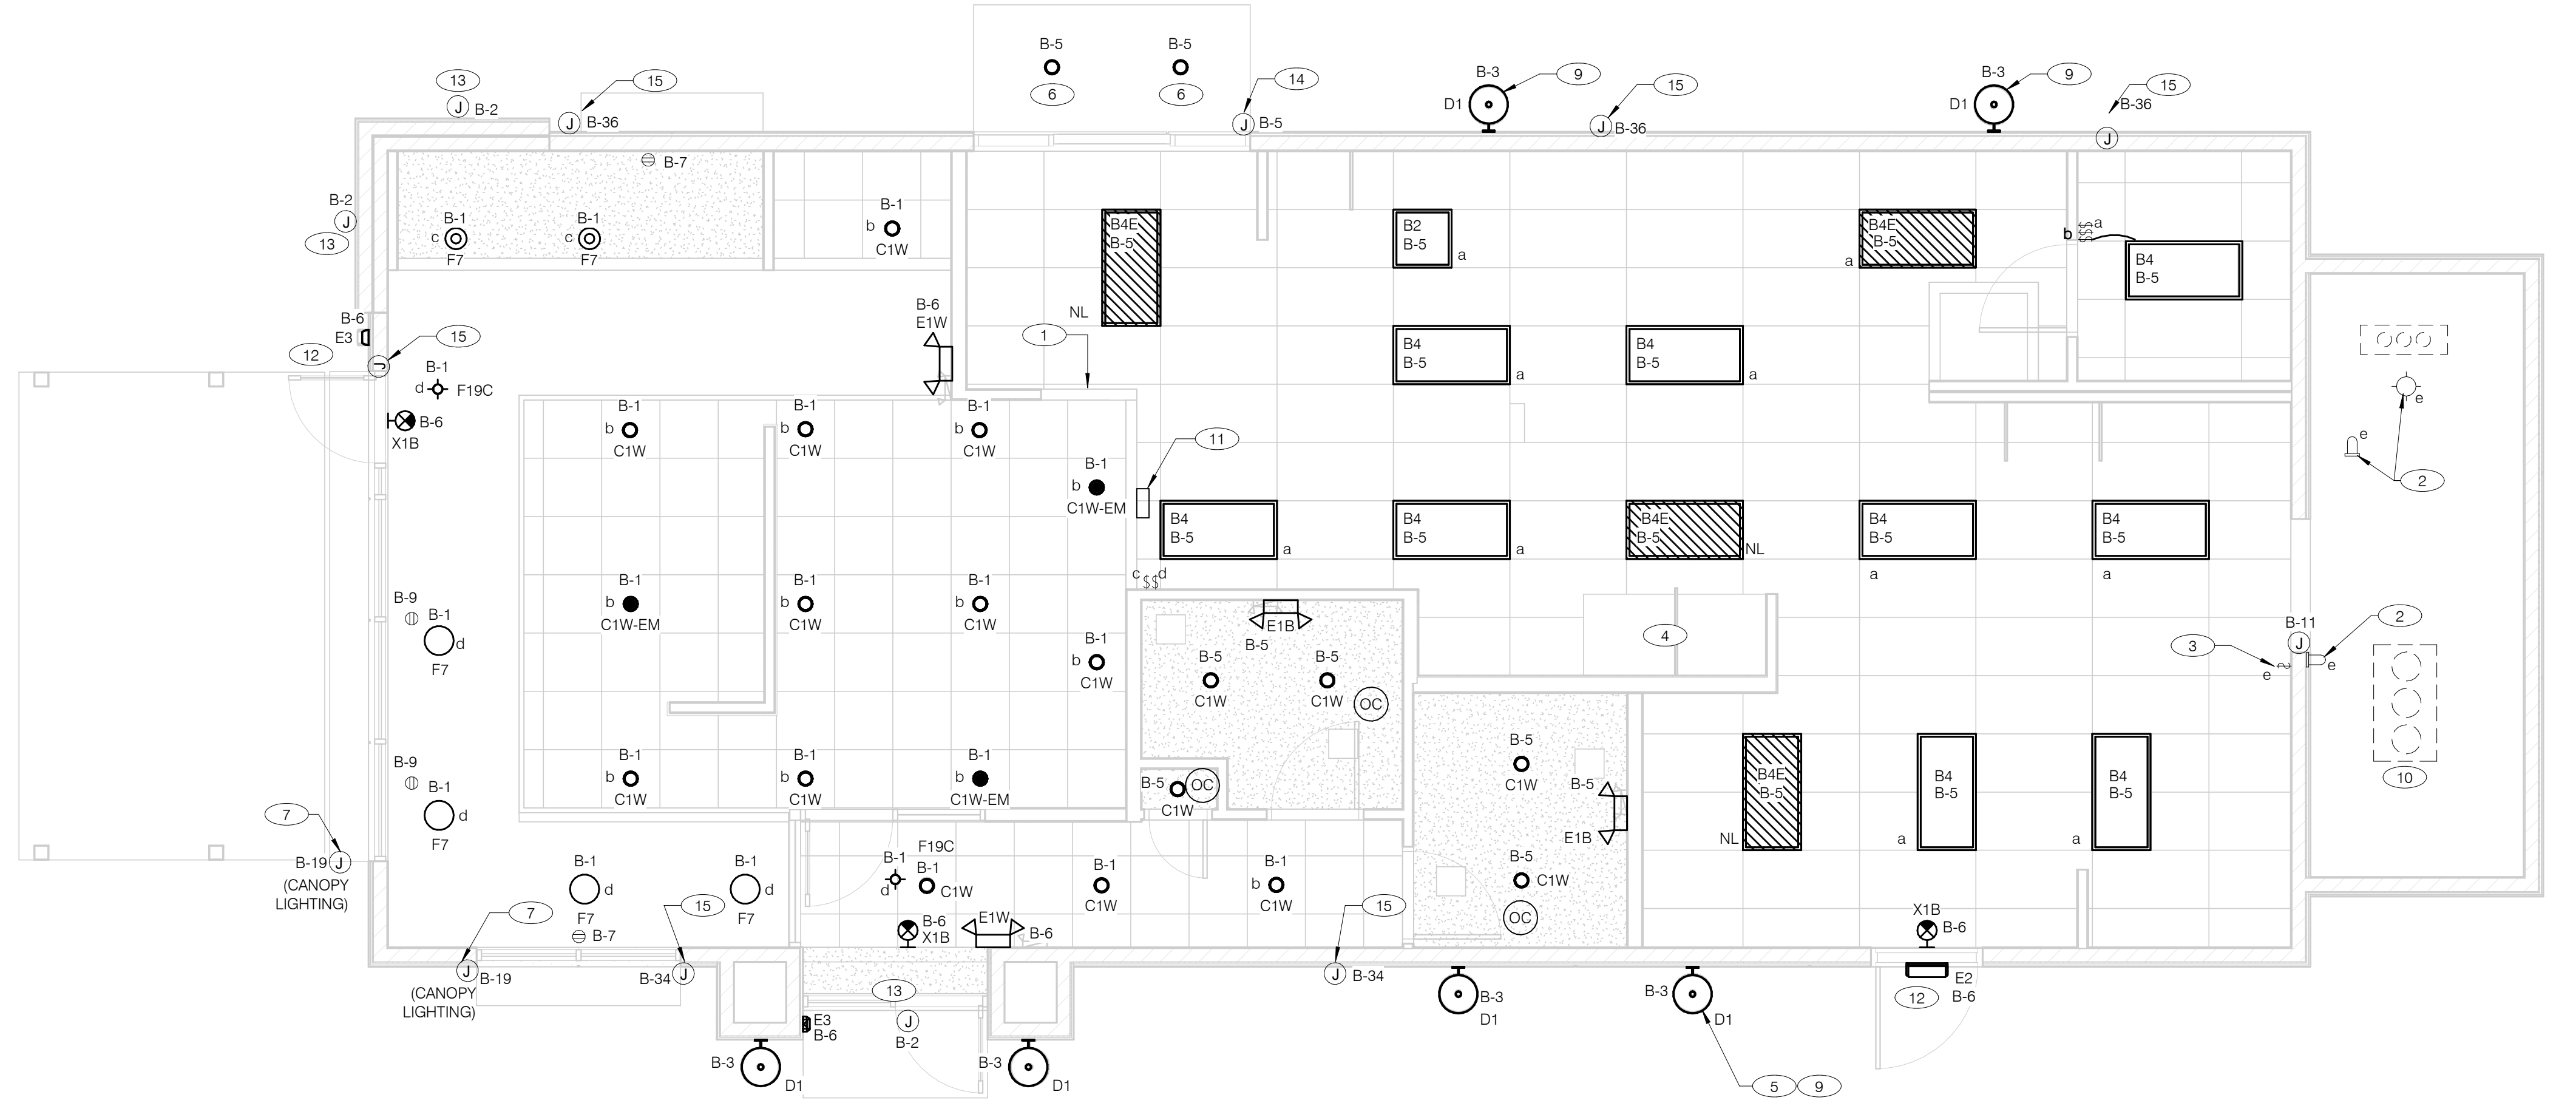 B-5
B-5
6
6
13
J
B-2
15
J
B-36
14
J
B-5
B-3
9
D1
15
J
B-36
B-3
9
D1
15
B-36
J
B-7
B-2
J
13
B-1
c
F7
B-1
c
F7
B-1
b
C1W
B4E
B-5
NL
B2
B-5
a
B4E
B-5
a
$$$
a
b
B4
B-5
B-6
E3
12
15
J
B-6
E1W
1
B-1
d
F19C
B-6
X1B
B4
B-5
a
B4
B-5
a
e
e
2
B-1
b
C1W
B-1
b
C1W
B-1
b
C1W
11
B-1
b
C1W-EM
B4
B-5
a
B4
B-5
a
B4E
B-5
NL
B4
B-5
a
B4
B-5
a
c
$$
d
B-1
b
C1W-EM
B-1
b
C1W
B-1
b
C1W
B-9
B-1
d
F7
E1B
B-5
4
B-11
J
2
3
e
e
B-1
b
C1W
B-5
C1W
B-5
C1W
OC
B-9
B-1
d
F7
B-1
b
C1W
B-1
b
C1W
B-1
b
C1W-EM
B-5
C1W
OC
B-5
C1W
B-5
E1B
B4E
B-5
NL
B4
B-5
a
B4
B-5
a
10
7
B-19
J
(CANOPY
LIGHTING)
B-1
d
F7
B-1
d
F7
B-7
F19C
B-1
d
B-1
C1W
B-1
C1W
B-1
b
C1W
B-5
C1W
OC
7
J
B-19
(CANOPY
LIGHTING)
15
B-34
J
B-6
X1B
E1W
B-6
15
J
B-34
X1B
B-6
13
E3
B-6
J
B-2
B-3
D1
B-3
D1
E2
B-6
12
B-3
D1
B-3
D1
5
9